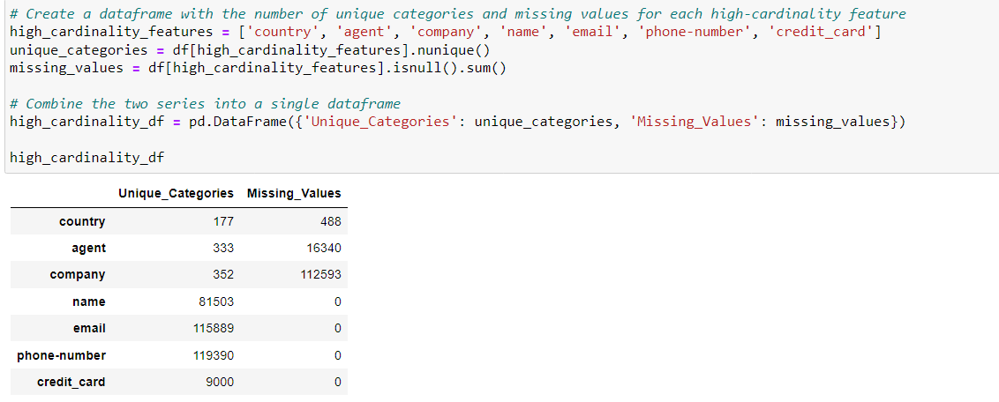 # Create a dataframe with the number of unique categories and missing values for each high-cardinality feature
high_cardinality_features = ['country', 'agent', 'company', 'name', 'email', 'phone-number', 'credit_card']
unique_categories = df[high_cardinality_features].nunique()
missing_values = df[high_cardinality_features].isnull().sum()
# Combine the two series into a single dataframe
high_cardinality_df = pd.DataFrame({'Unique_Categories': unique_categories, 'Missing_Values': missing_values})
high_cardinality_df
Unique_Categories Missing_Values
country 177 488
agent 333 16340
company 352 112593
name 81503 0
email 115889 0
phone-number 119390 0
credit_card 9000 0